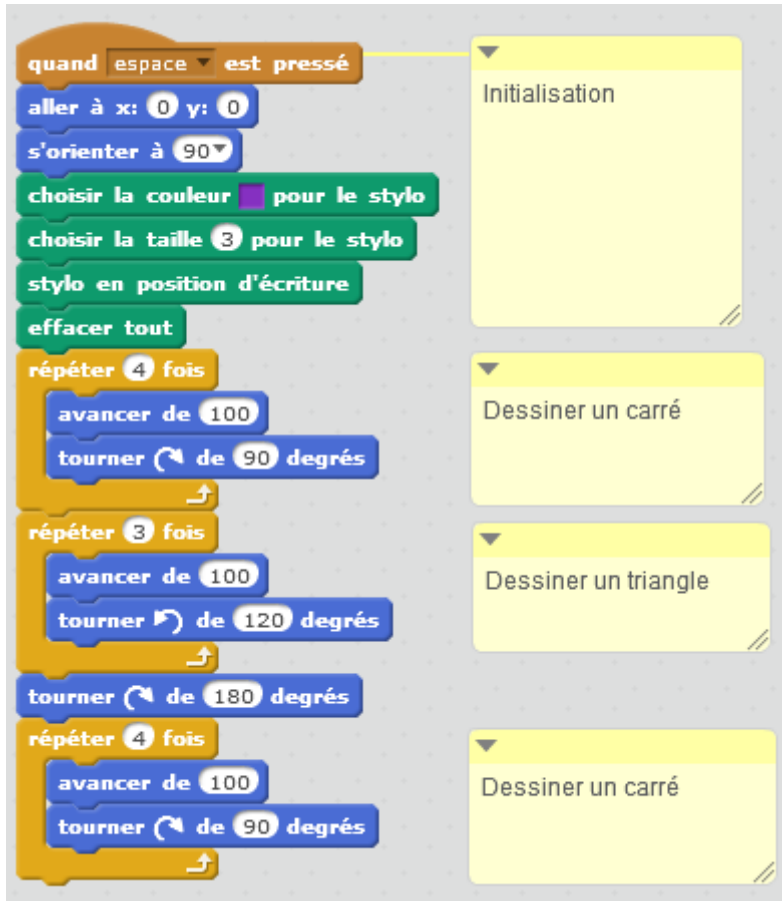 quand espace est pressé
Initialisation
aller à x: 0 y: 0
s'orienter à 90
choisir la couleur pour le stylo
choisir la taille 3 pour le stylo
stylo en position d'écriture
effacer tout
répéter 4 fois
Dessiner un carré
avancer de 100
tourner de 90 degrés
répéter 3 fois
Dessiner un triangle
avancer de 100
tourner de 120 degrés
tourner de 180 degrés
répéter 4 fois
Dessiner un carré
avancer de 100
tourner de 90 degrés